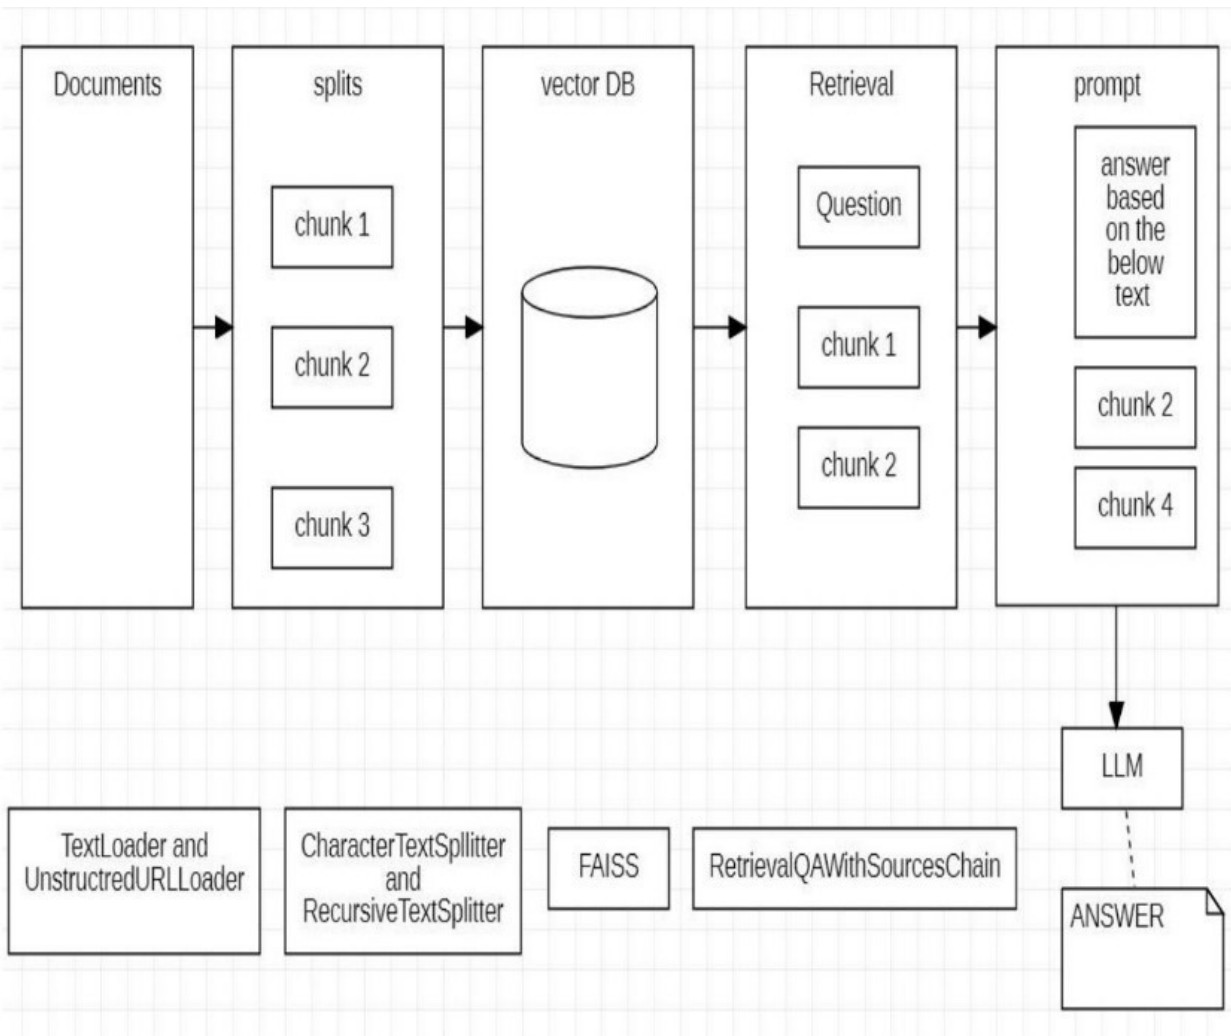 Documents
splits
chunk 1
chunk 2
chunk 3
vector DB
Retrieval
Question
chunk 1
chunk 2
prompt
answer
based
on the
below
text
chunk 2
chunk 4
LLM
ANSWER
TextLoader and
UnstructredURLLoader
CharacterTextSpllitter
and
RecursiveTextSplitter
FAISS
RetrievalQAWithSourcesChain